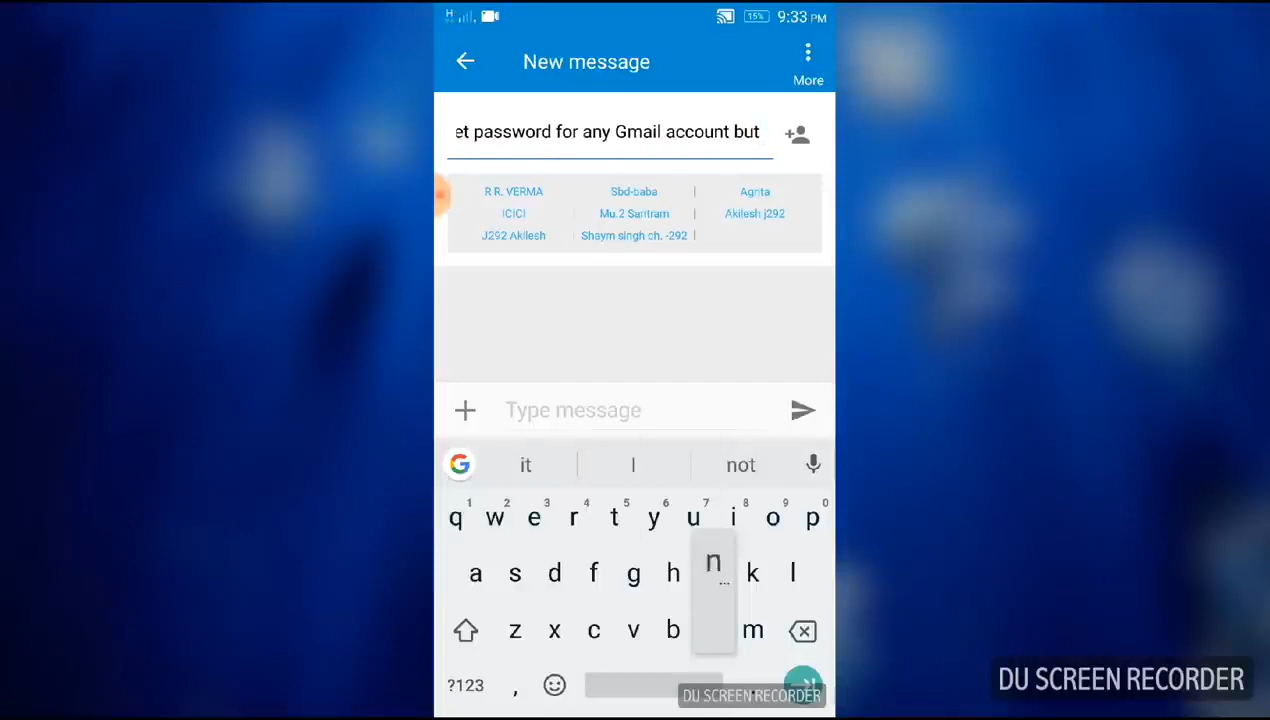 H 15% 9:33 PM
New message
More
et password for any Gmail account but
R R. VERMA Sbd-baba | Agnta
ICICI Mu.2 Santram | Akilesh j292
J292 Akilesh Shaym singh ch. -292 |
Type message
G it I not
1 2 3 4 5 6 7 8 9 0
q w e r t y u i o p
a s d f g h n k l
...
z x c v b m
?123 , .
DU SCREEN RECORDER
DU SCREEN RECORDER